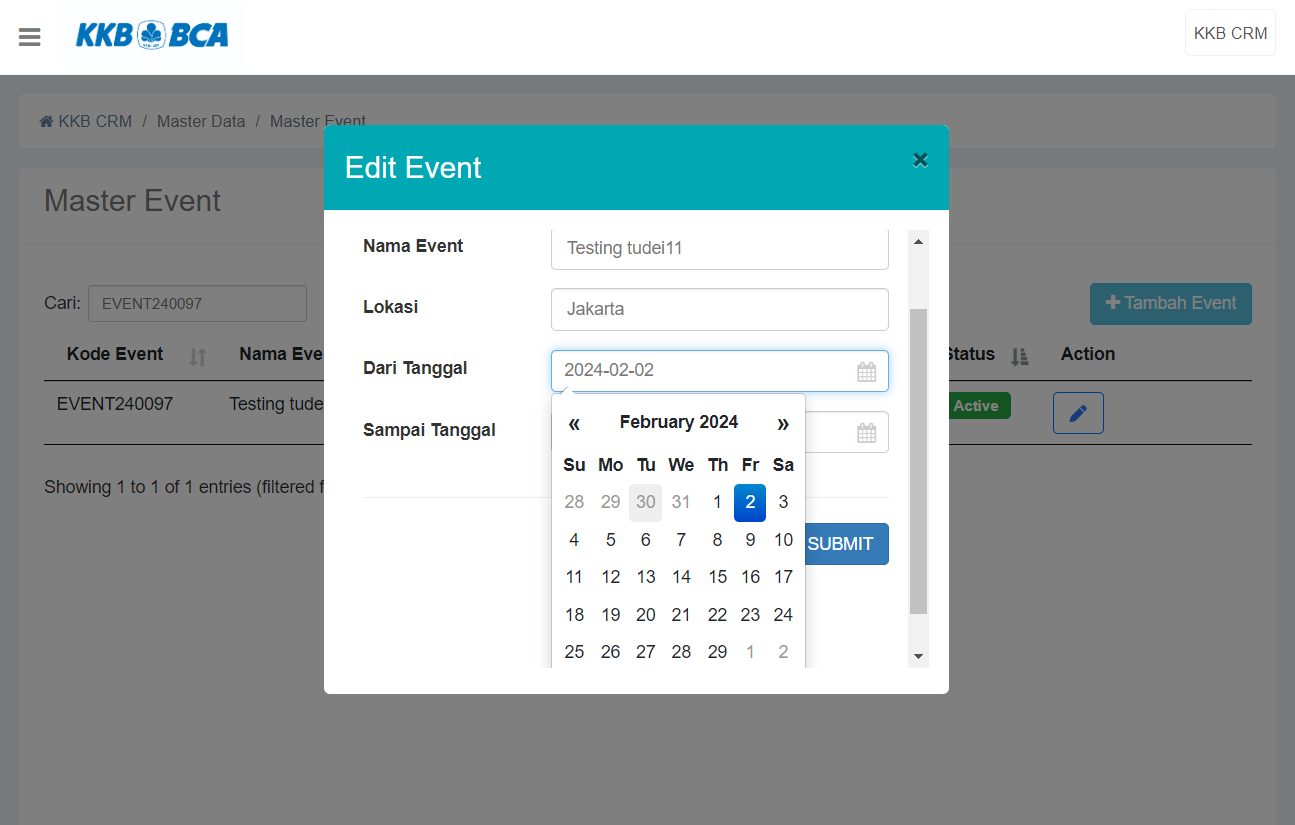 KKB BCA
KKB CRM
KKB CRM / Master Data / Master Event
Edit Event
Master Event
Nama Event Testing tudei11
Cari: EVENT240097
Lokasi Jakarta
Tambah Event
Kode Event Nama Eve Status Action
Dari Tanggal 2024-02-02
EVENT240097 Testing tude Active
Sampai Tanggal
« February 2024 »
Su Mo Tu We Th Fr Sa
28 29 30 31 1 2 3
4 5 6 7 8 9 10
11 12 13 14 15 16 17
18 19 20 21 22 23 24
25 26 27 28 29 1 2
Showing 1 to 1 of 1 entries (filtered f
SUBMIT